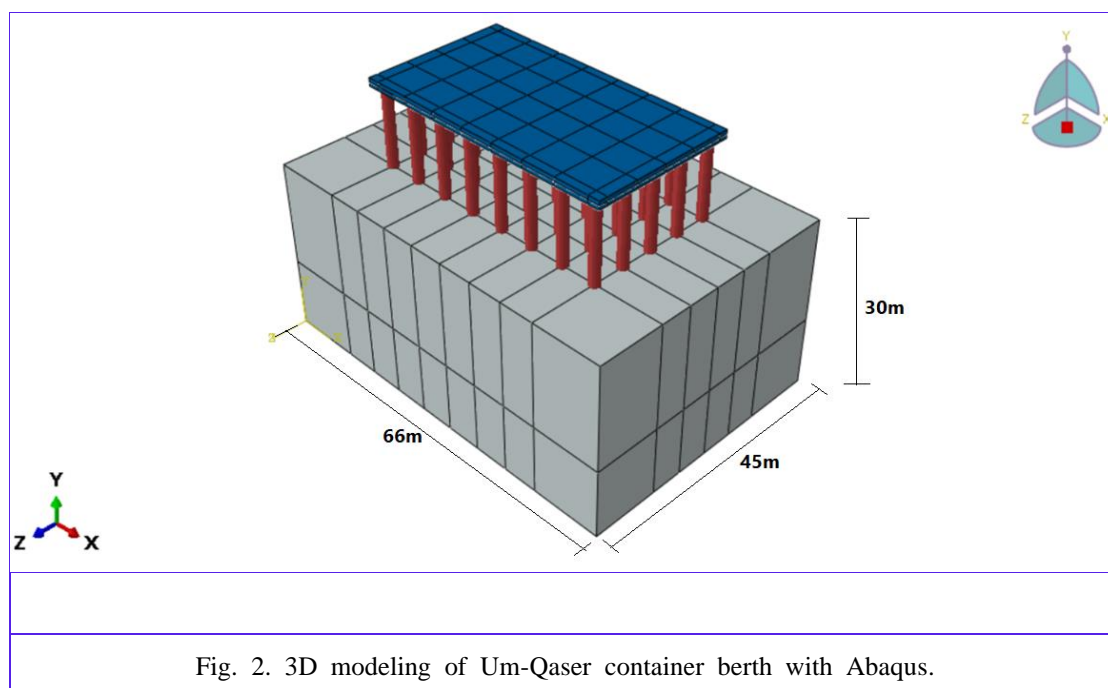 Y
Z
X
30m
Z
66m
45m
Y
Z
X
Fig. 2. 3D modeling of Um-Qaser container berth with Abaqus.